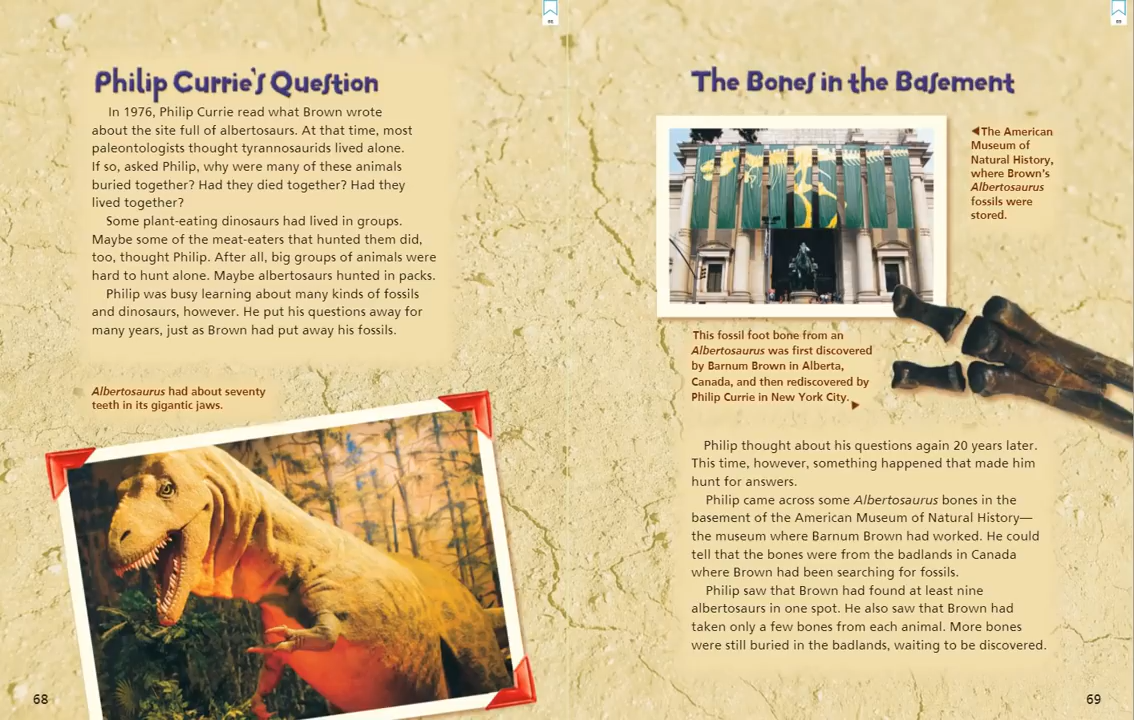 Philip Currie's Question
In 1976, Philip Currie read what Brown wrote
about the site full of albertosaurs. At that time, most
paleontologists thought tyrannosaurids lived alone.
If so, asked Philip, why were many of these animals
buried together? Had they died together? Had they
lived together?
Some plant-eating dinosaurs had lived in groups.
Maybe some of the meat-eaters that hunted them did,
too, thought Philip. After all, big groups of animals were
hard to hunt alone. Maybe albertosaurs hunted in packs.
Philip was busy learning about many kinds of fossils
and dinosaurs, however. He put his questions away for
many years, just as Brown had put away his fossils.
Albertosaurus had about seventy
teeth in its gigantic jaws.
68
The Bones in the Basement
◀The American
Museum of
Natural History,
where Brown's
Albertosaurus
fossils were
stored.
This fossil foot bone from an
Albertosaurus was first discovered
by Barnum Brown in Alberta,
Canada, and then rediscovered by
Philip Currie in New York City.
Philip thought about his questions again 20 years later.
This time, however, something happened that made him
hunt for answers.
Philip came across some Albertosaurus bones in the
basement of the American Museum of Natural History—
the museum where Barnum Brown had worked. He could
tell that the bones were from the badlands in Canada
where Brown had been searching for fossils.
Philip saw that Brown had found at least nine
albertosaurs in one spot. He also saw that Brown had
taken only a few bones from each animal. More bones
were still buried in the badlands, waiting to be discovered.
69